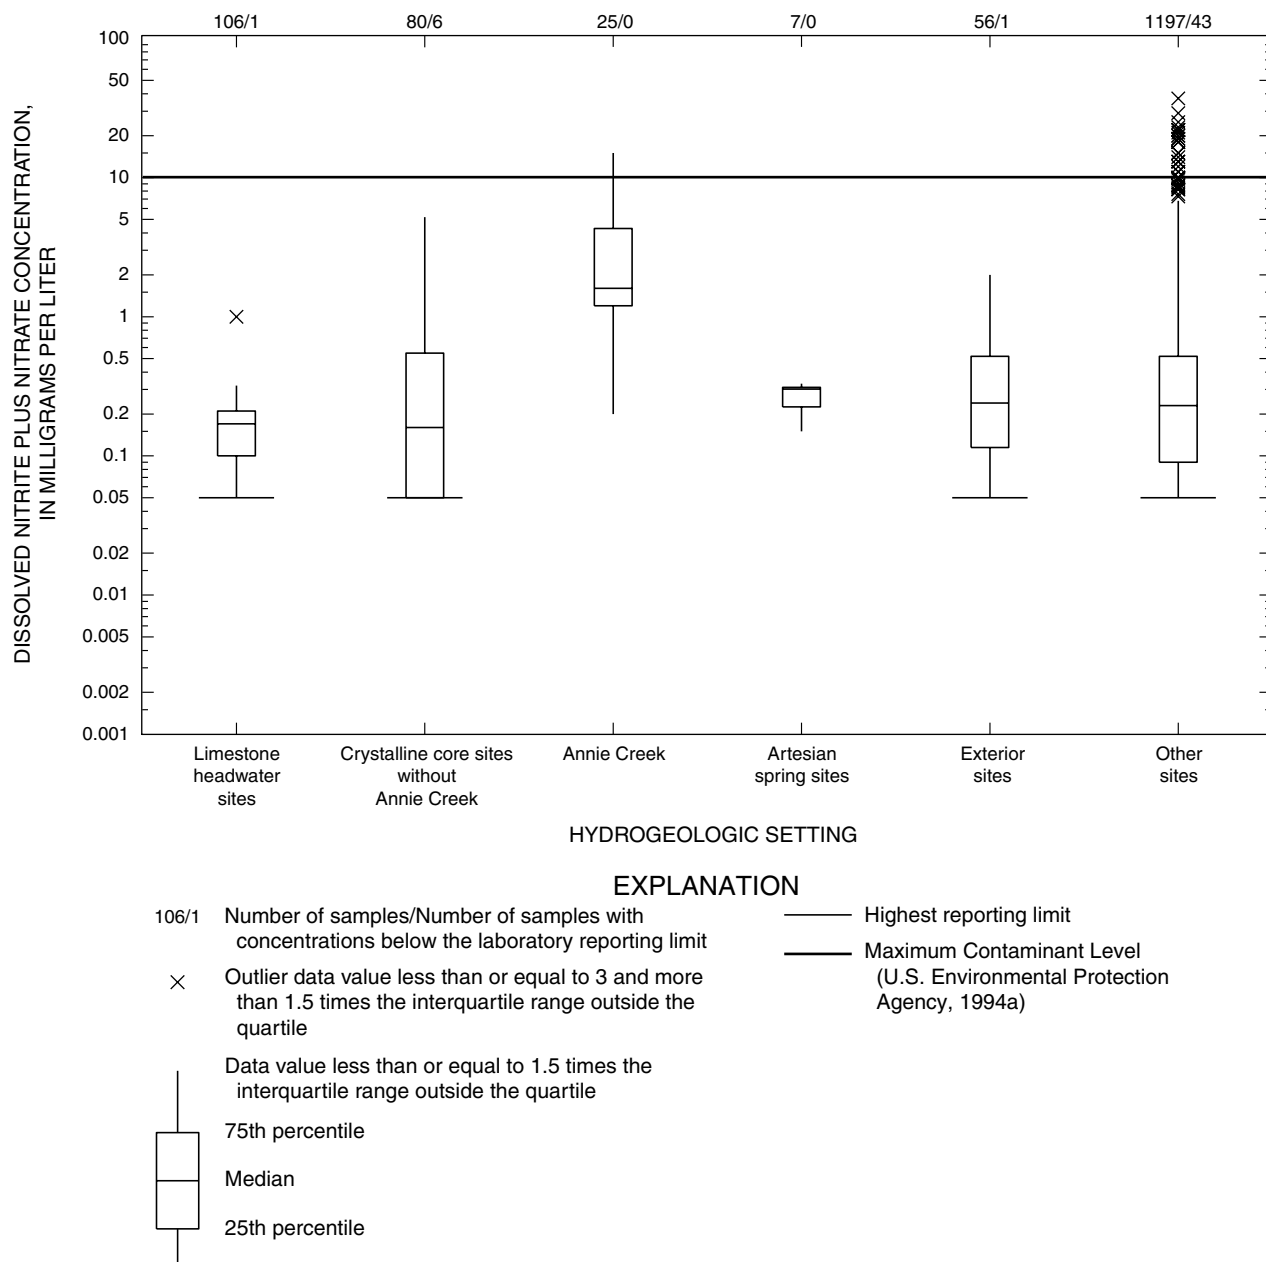 106/1 80/6 25/0 7/0 56/1 1197/43
100
50
20
10
5
2
1
0.5
0.2
0.1
0.05
0.02
0.01
0.005
0.002
0.001
DISSOLVED NITRITE PLUS NITRATE CONCENTRATION,
IN MILLIGRAMS PER LITER
Limestone
headwater
sites
Crystalline core sites
without
Annie Creek
Annie Creek
Artesian
spring sites
Exterior
sites
Other
sites
HYDROGEOLOGIC SETTING
EXPLANATION
106/1 Number of samples/Number of samples with
concentrations below the laboratory reporting limit
Outlier data value less than or equal to 3 and more
than 1.5 times the interquartile range outside the
quartile
Data value less than or equal to 1.5 times the
interquartile range outside the quartile
75th percentile
Median
25th percentile
Highest reporting limit
Maximum Contaminant Level
(U.S. Environmental Protection
Agency, 1994a)